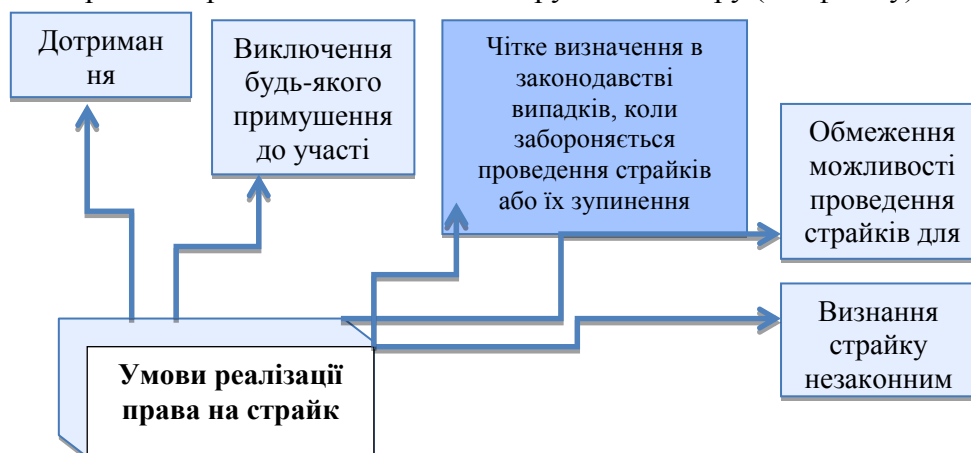 Дотриман
ня
Виключення
будь-якого
примушення
до участі
Чітке визначення в
законодавстві
випадків, коли
забороняється
проведення страйків
або їх зупинення
Обмеження
можливості
проведення
страйків для
Визнання
страйку
незаконним
Умови реалізації
права на страйк